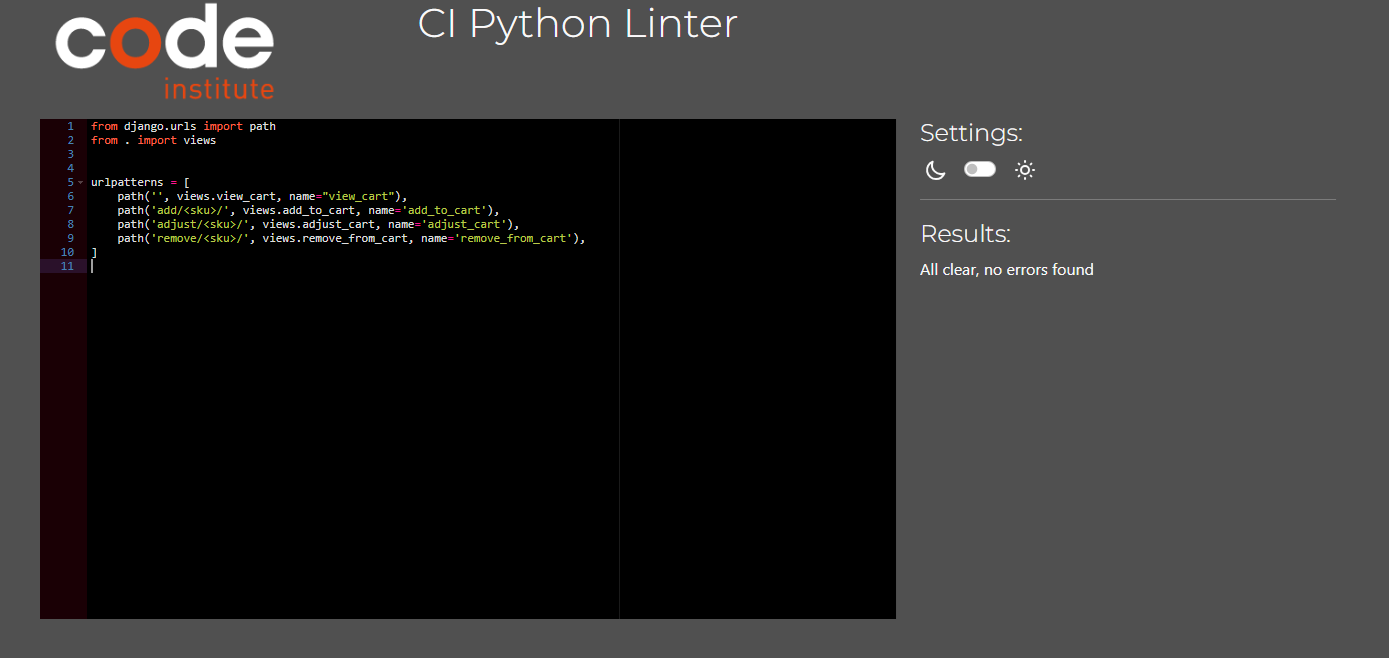 code
institute
CI Python Linter
1 from django.urls import path
2 from . import views
3
4
5 urlpatterns = [
6     path('', views.view_cart, name="view_cart"),
7     path('add/<sku>/', views.add_to_cart, name='add_to_cart'),
8     path('adjust/<sku>/', views.adjust_cart, name='adjust_cart'),
9     path('remove/<sku>/', views.remove_from_cart, name='remove_from_cart'),
10 ]
11
Settings:
Results:
All clear, no errors found